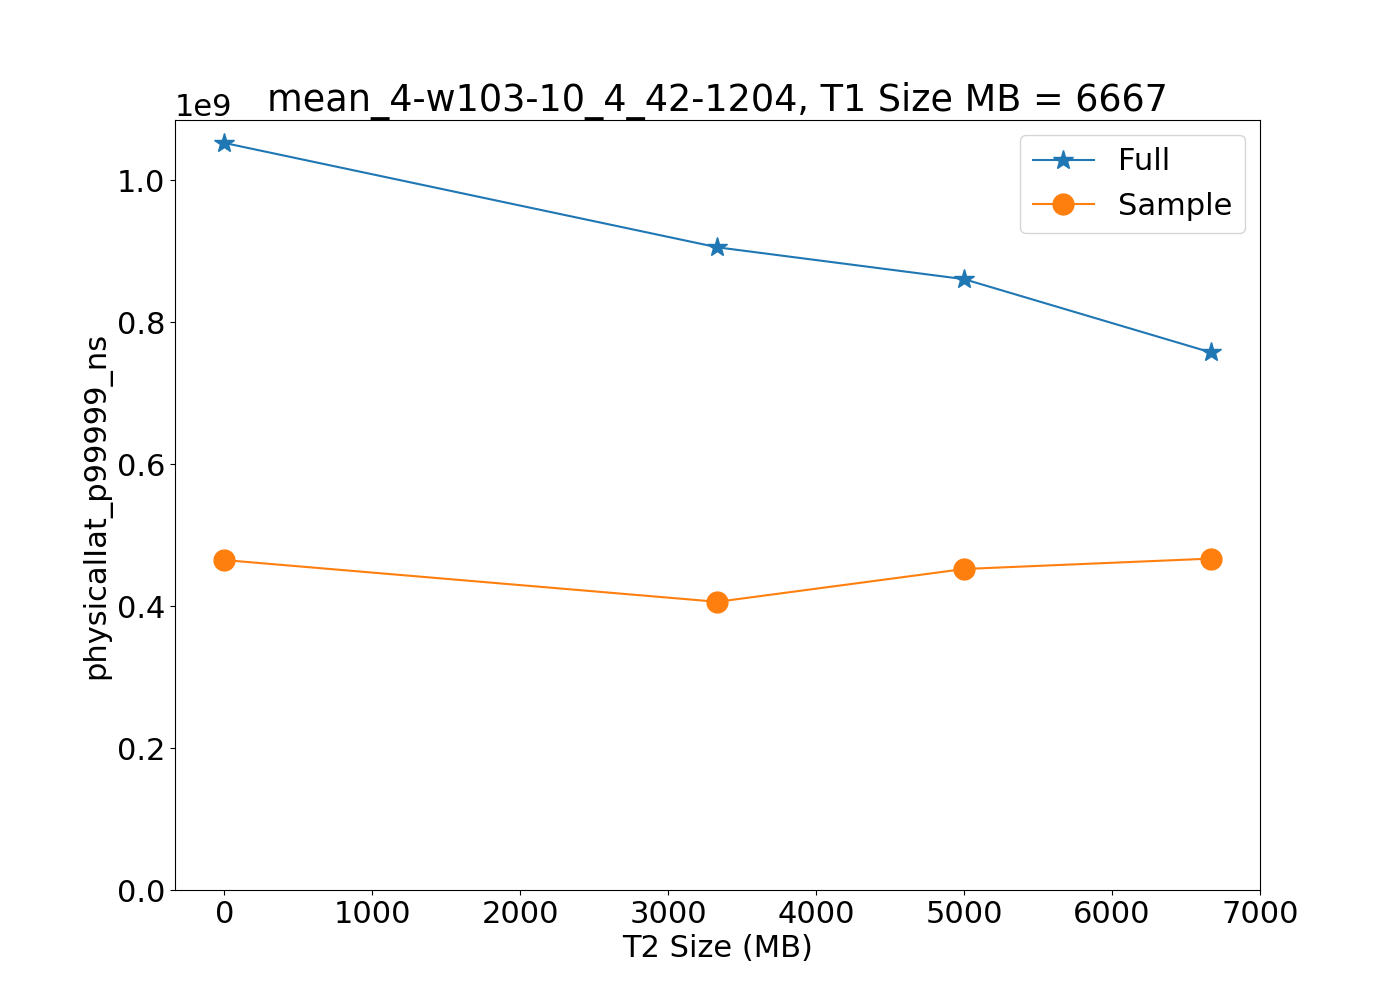 1e9
mean_4-w103-10_4_42-1204, T1 Size MB = 6667
Full
Sample
1.0
0.8
0.6
0.4
0.2
0.0
physicallat_p99999_ns
0 1000 2000 3000 4000 5000 6000 7000
T2 Size (MB)